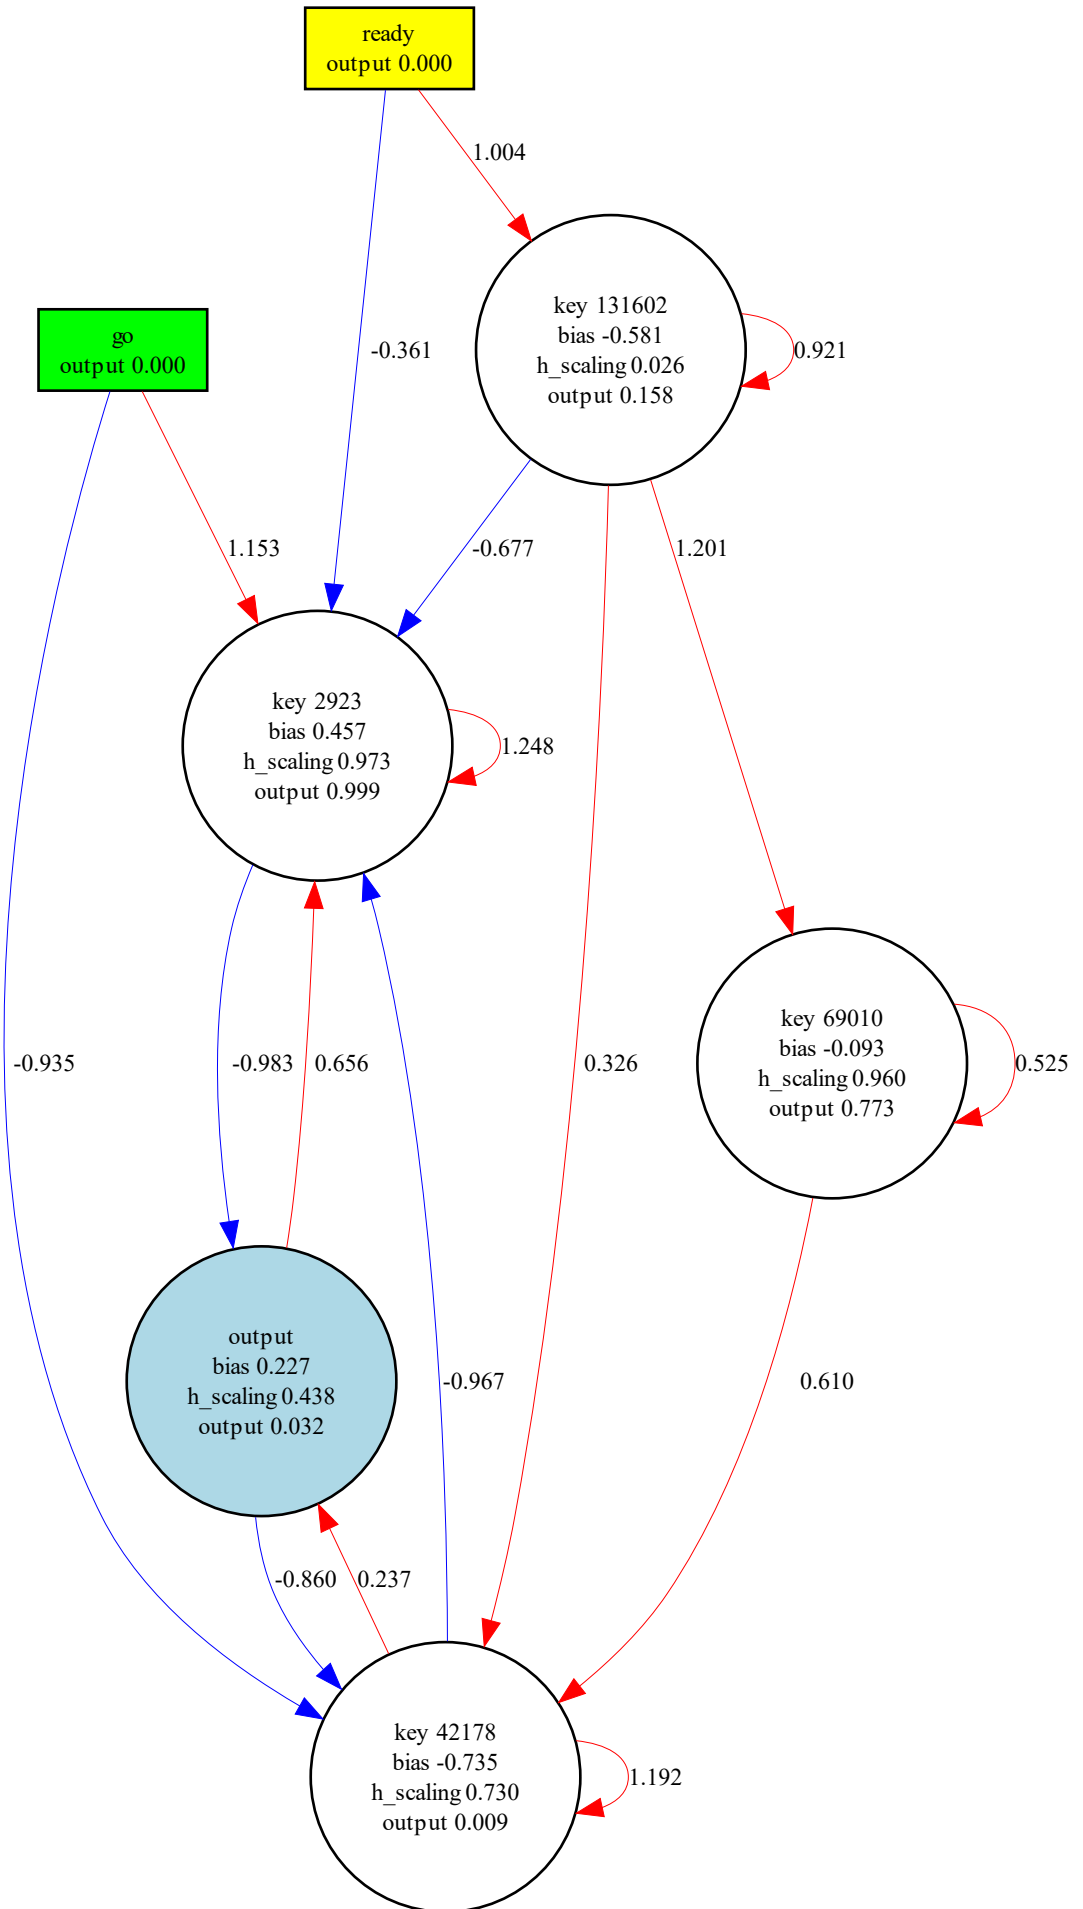 ready
output 0.000
1.004
key 131602
bias -0.581
h_scaling 0.026
output 0.158
0.921
go
output 0.000
-0.361
1.153
-0.677
1.201
key 2923
bias 0.457
h_scaling 0.973
output 0.999
1.248
key 69010
bias -0.093
h_scaling 0.960
output 0.773
0.525
-0.935
-0.983
0.656
0.326
output
bias 0.227
h_scaling 0.438
output 0.032
-0.967
0.610
-0.860
0.237
key 42178
bias -0.735
h_scaling 0.730
output 0.009
1.192